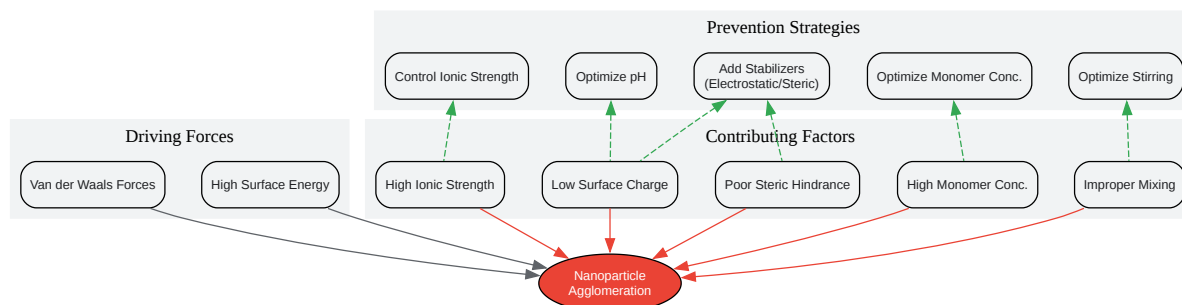 Prevention Strategies
Control Ionic Strength
Optimize pH
Add Stabilizers
(Electrostatic/Steric)
Optimize Monomer Conc.
Optimize Stirring
Driving Forces
Contributing Factors
Van der Waals Forces
High Surface Energy
High Ionic Strength
Low Surface Charge
Poor Steric Hindrance
High Monomer Conc.
Improper Mixing
Nanoparticle
Agglomeration